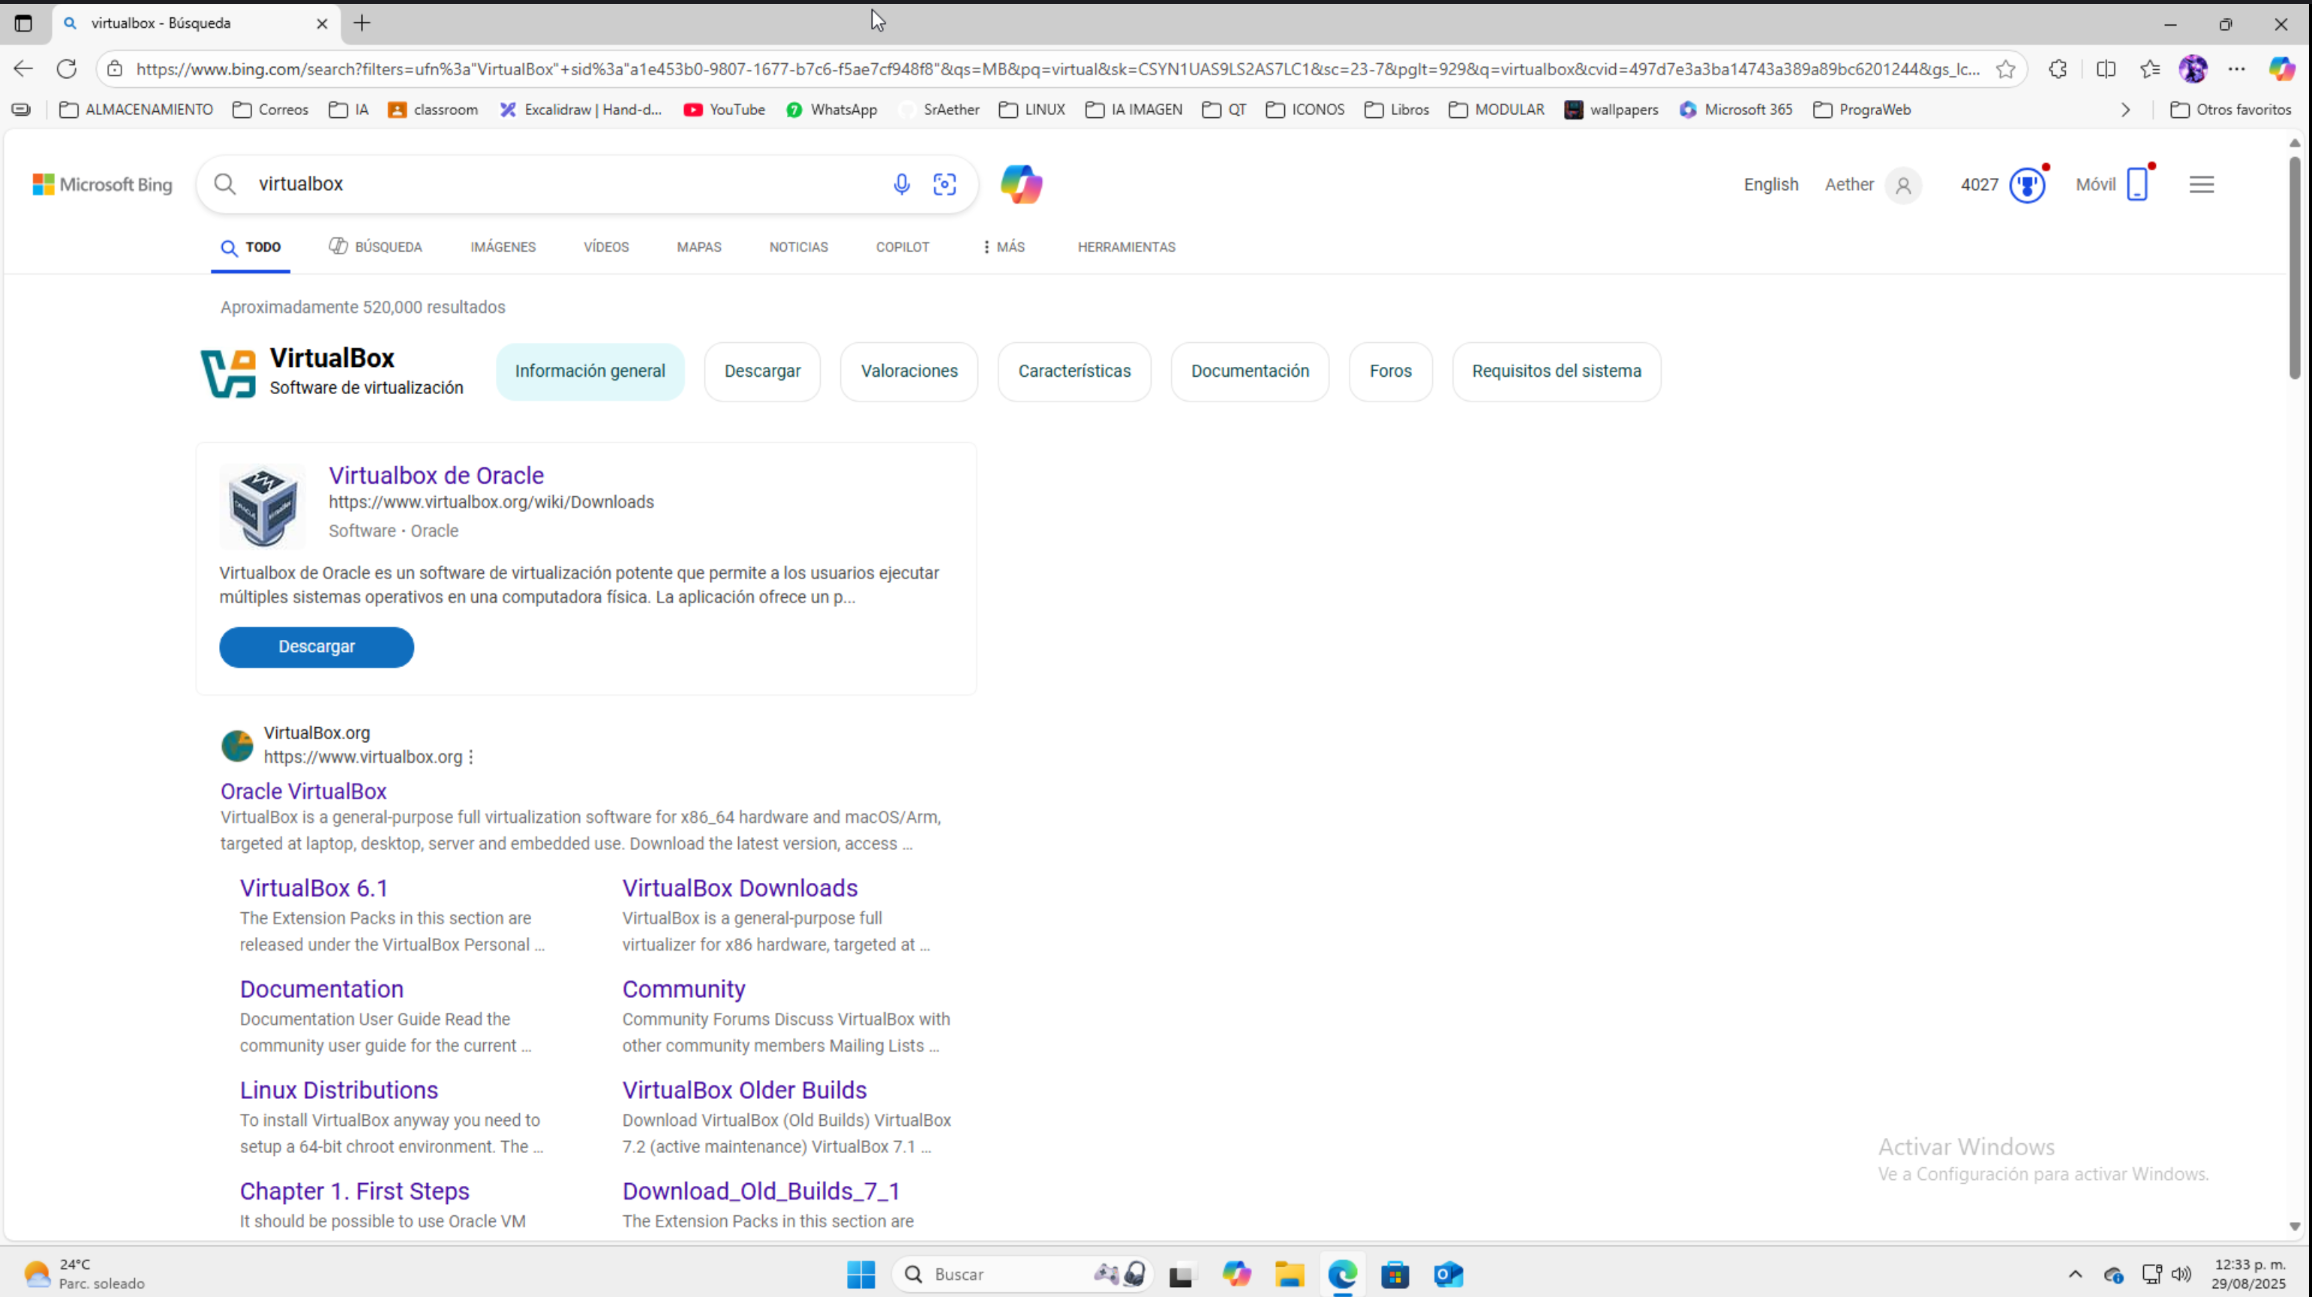 virtualbox - Búsqueda
https://www.bing.com/search?filters=ufn%3a"VirtualBox"+sid%3a"a1e453b0-9807-1677-b7c6-f5ae7cf948f8"&qs=MB&pq=virtual&sk=CSYN1UAS9LS2AS7LC1&sc=23-7&pglt=929&q=virtualbox&cvid=497d7e3a3ba14743a389a89bc6201244&gs_lc...
ALMACENAMIENTO Correos IA classroom Excalidraw | Hand-d... YouTube WhatsApp SrAether LINUX IA IMAGEN QT ICONOS Libros MODULAR wallpapers Microsoft 365 PrograWeb Otros favoritos
Microsoft Bing virtualbox English Aether 4027 Móvil
TODO BÚSQUEDA IMÁGENES VÍDEOS MAPAS NOTICIAS COPILOT MÁS HERRAMIENTAS
Aproximadamente 520,000 resultados
VirtualBox
Software de virtualización
Información general Descargar Valoraciones Características Documentación Foros Requisitos del sistema
Virtualbox de Oracle
https://www.virtualbox.org/wiki/Downloads
Software · Oracle
Virtualbox de Oracle es un software de virtualización potente que permite a los usuarios ejecutar
múltiples sistemas operativos en una computadora física. La aplicación ofrece un p...
Descargar
VirtualBox.org
https://www.virtualbox.org
Oracle VirtualBox
VirtualBox is a general-purpose full virtualization software for x86_64 hardware and macOS/Arm,
targeted at laptop, desktop, server and embedded use. Download the latest version, access ...
VirtualBox 6.1
The Extension Packs in this section are
released under the VirtualBox Personal ...
VirtualBox Downloads
VirtualBox is a general-purpose full
virtualizer for x86 hardware, targeted at ...
Documentation
Documentation User Guide Read the
community user guide for the current ...
Community
Community Forums Discuss VirtualBox with
other community members Mailing Lists ...
Linux Distributions
To install VirtualBox anyway you need to
setup a 64-bit chroot environment. The ...
VirtualBox Older Builds
Download VirtualBox (Old Builds) VirtualBox
7.2 (active maintenance) VirtualBox 7.1 ...
Chapter 1. First Steps
It should be possible to use Oracle VM
Download_Old_Builds_7_1
The Extension Packs in this section are
Activar Windows
Ve a Configuración para activar Windows.
24°C
Parc. soleado
Buscar
12:33 p. m.
29/08/2025